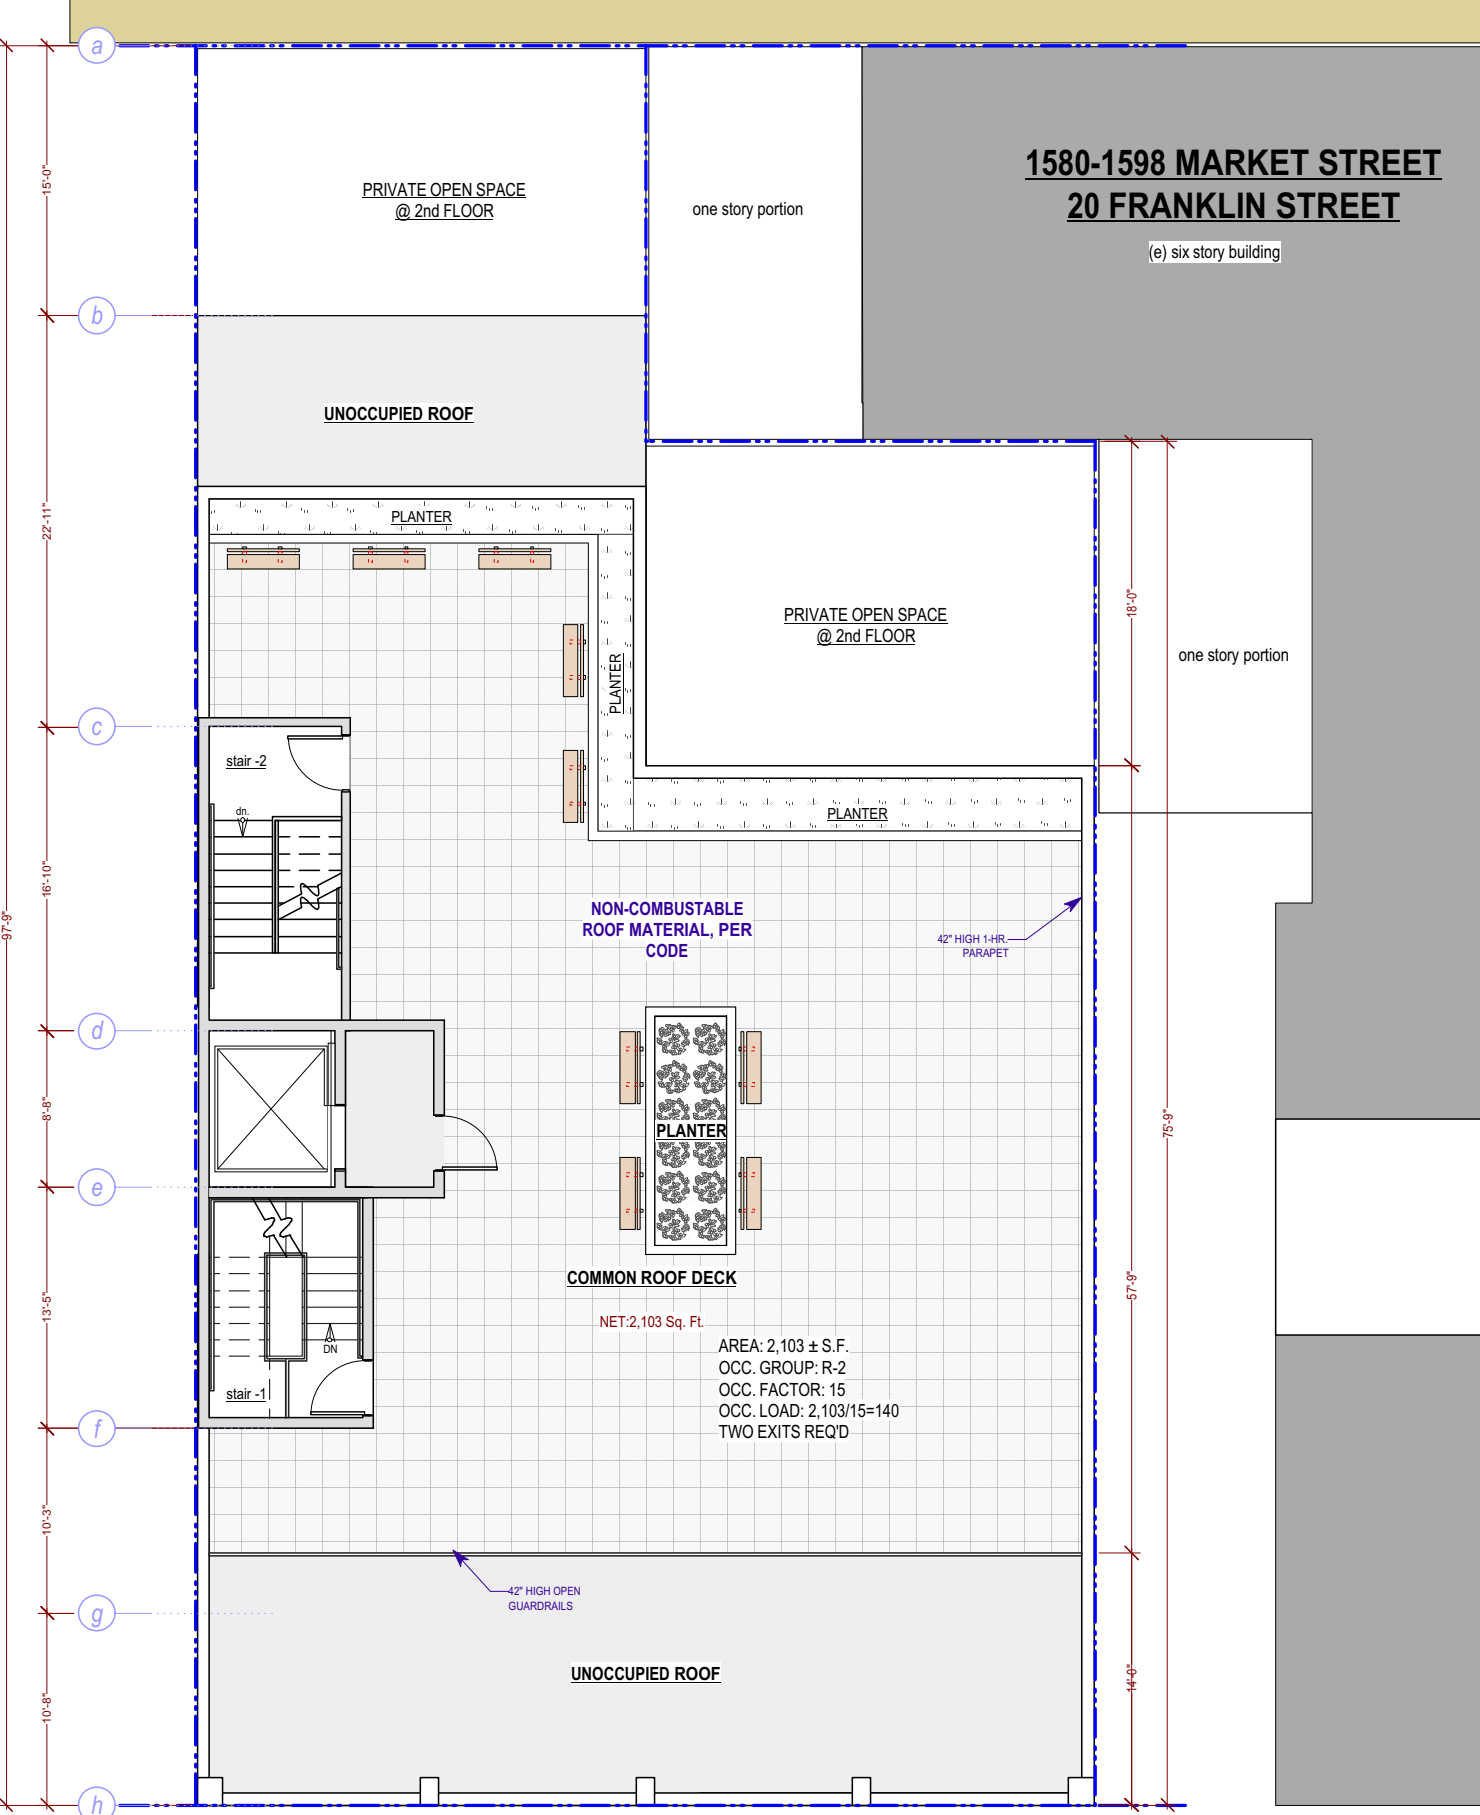 a
1580-1598 MARKET STREET
20 FRANKLIN STREET
(e) six story building
15'-0"
PRIVATE OPEN SPACE
@ 2nd FLOOR
one story portion
b
UNOCCUPIED ROOF
22'-11"
PLANTER
PLANTER
PRIVATE OPEN SPACE
@ 2nd FLOOR
18'-0"
one story portion
c
stair -2
dn.
PLANTER
16'-10"
97'-9"
NON-COMBUSTABLE
ROOF MATERIAL, PER
CODE
42" HIGH 1-HR.
PARAPET
d
8'-8"
PLANTER
75'-9"
e
13'-5"
COMMON ROOF DECK
57'-9"
NET:2,103 Sq. Ft.
DN
stair -1
AREA: 2,103 ± S.F.
OCC. GROUP: R-2
OCC. FACTOR: 15
OCC. LOAD: 2,103/15=140
TWO EXITS REQ'D
f
10'-3"
42" HIGH OPEN
GUARDRAILS
g
UNOCCUPIED ROOF
10'-8"
14'-0"
h